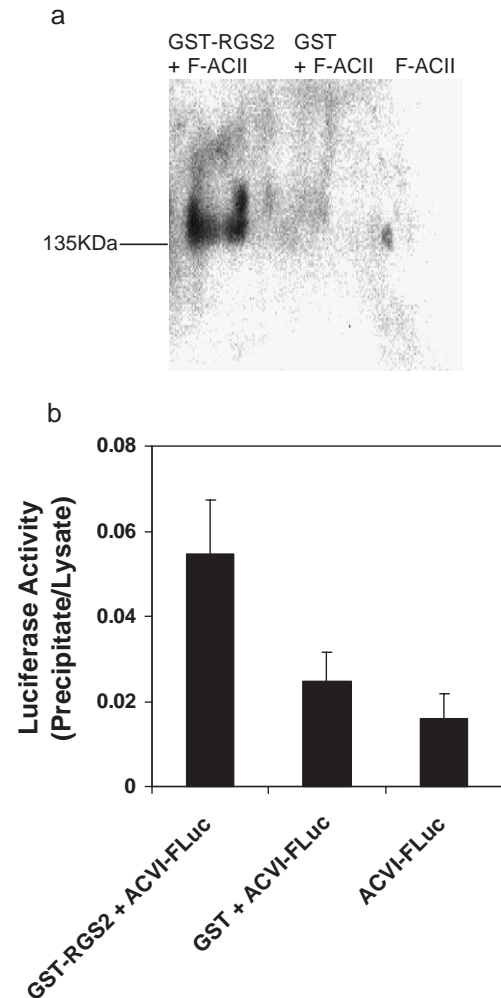 a
GST-RGS2 GST
+ F-ACII + F-ACII F-ACII
135KDa
b
Luciferase Activity
(Precipitate/Lysate)
0.08
0.06
0.04
0.02
0
GST-RGS2 + ACVI-FLuc
GST + ACVI-FLuc
ACVI-FLuc